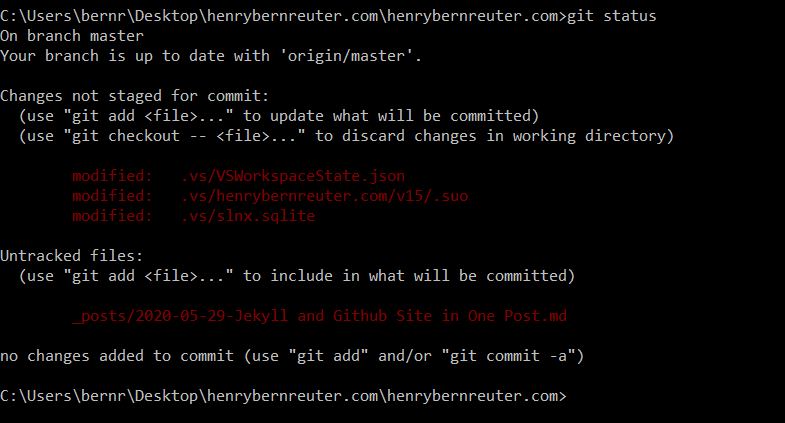 C:\Users\bernr\Desktop\henrybernreuter.com\henrybernreuter.com>git status
On branch master
Your branch is up to date with 'origin/master'.
Changes not staged for commit:
(use "git add <file>..." to update what will be committed)
(use "git checkout -- <file>..." to discard changes in working directory)
modified:   .vs/VSWorkspaceState.json
modified:   .vs/henrybernreuter.com/v15/.suo
modified:   .vs/slnx.sqlite
Untracked files:
(use "git add <file>..." to include in what will be committed)
_posts/2020-05-29-Jekyll and Github Site in One Post.md
no changes added to commit (use "git add" and/or "git commit -a")
C:\Users\bernr\Desktop\henrybernreuter.com\henrybernreuter.com>